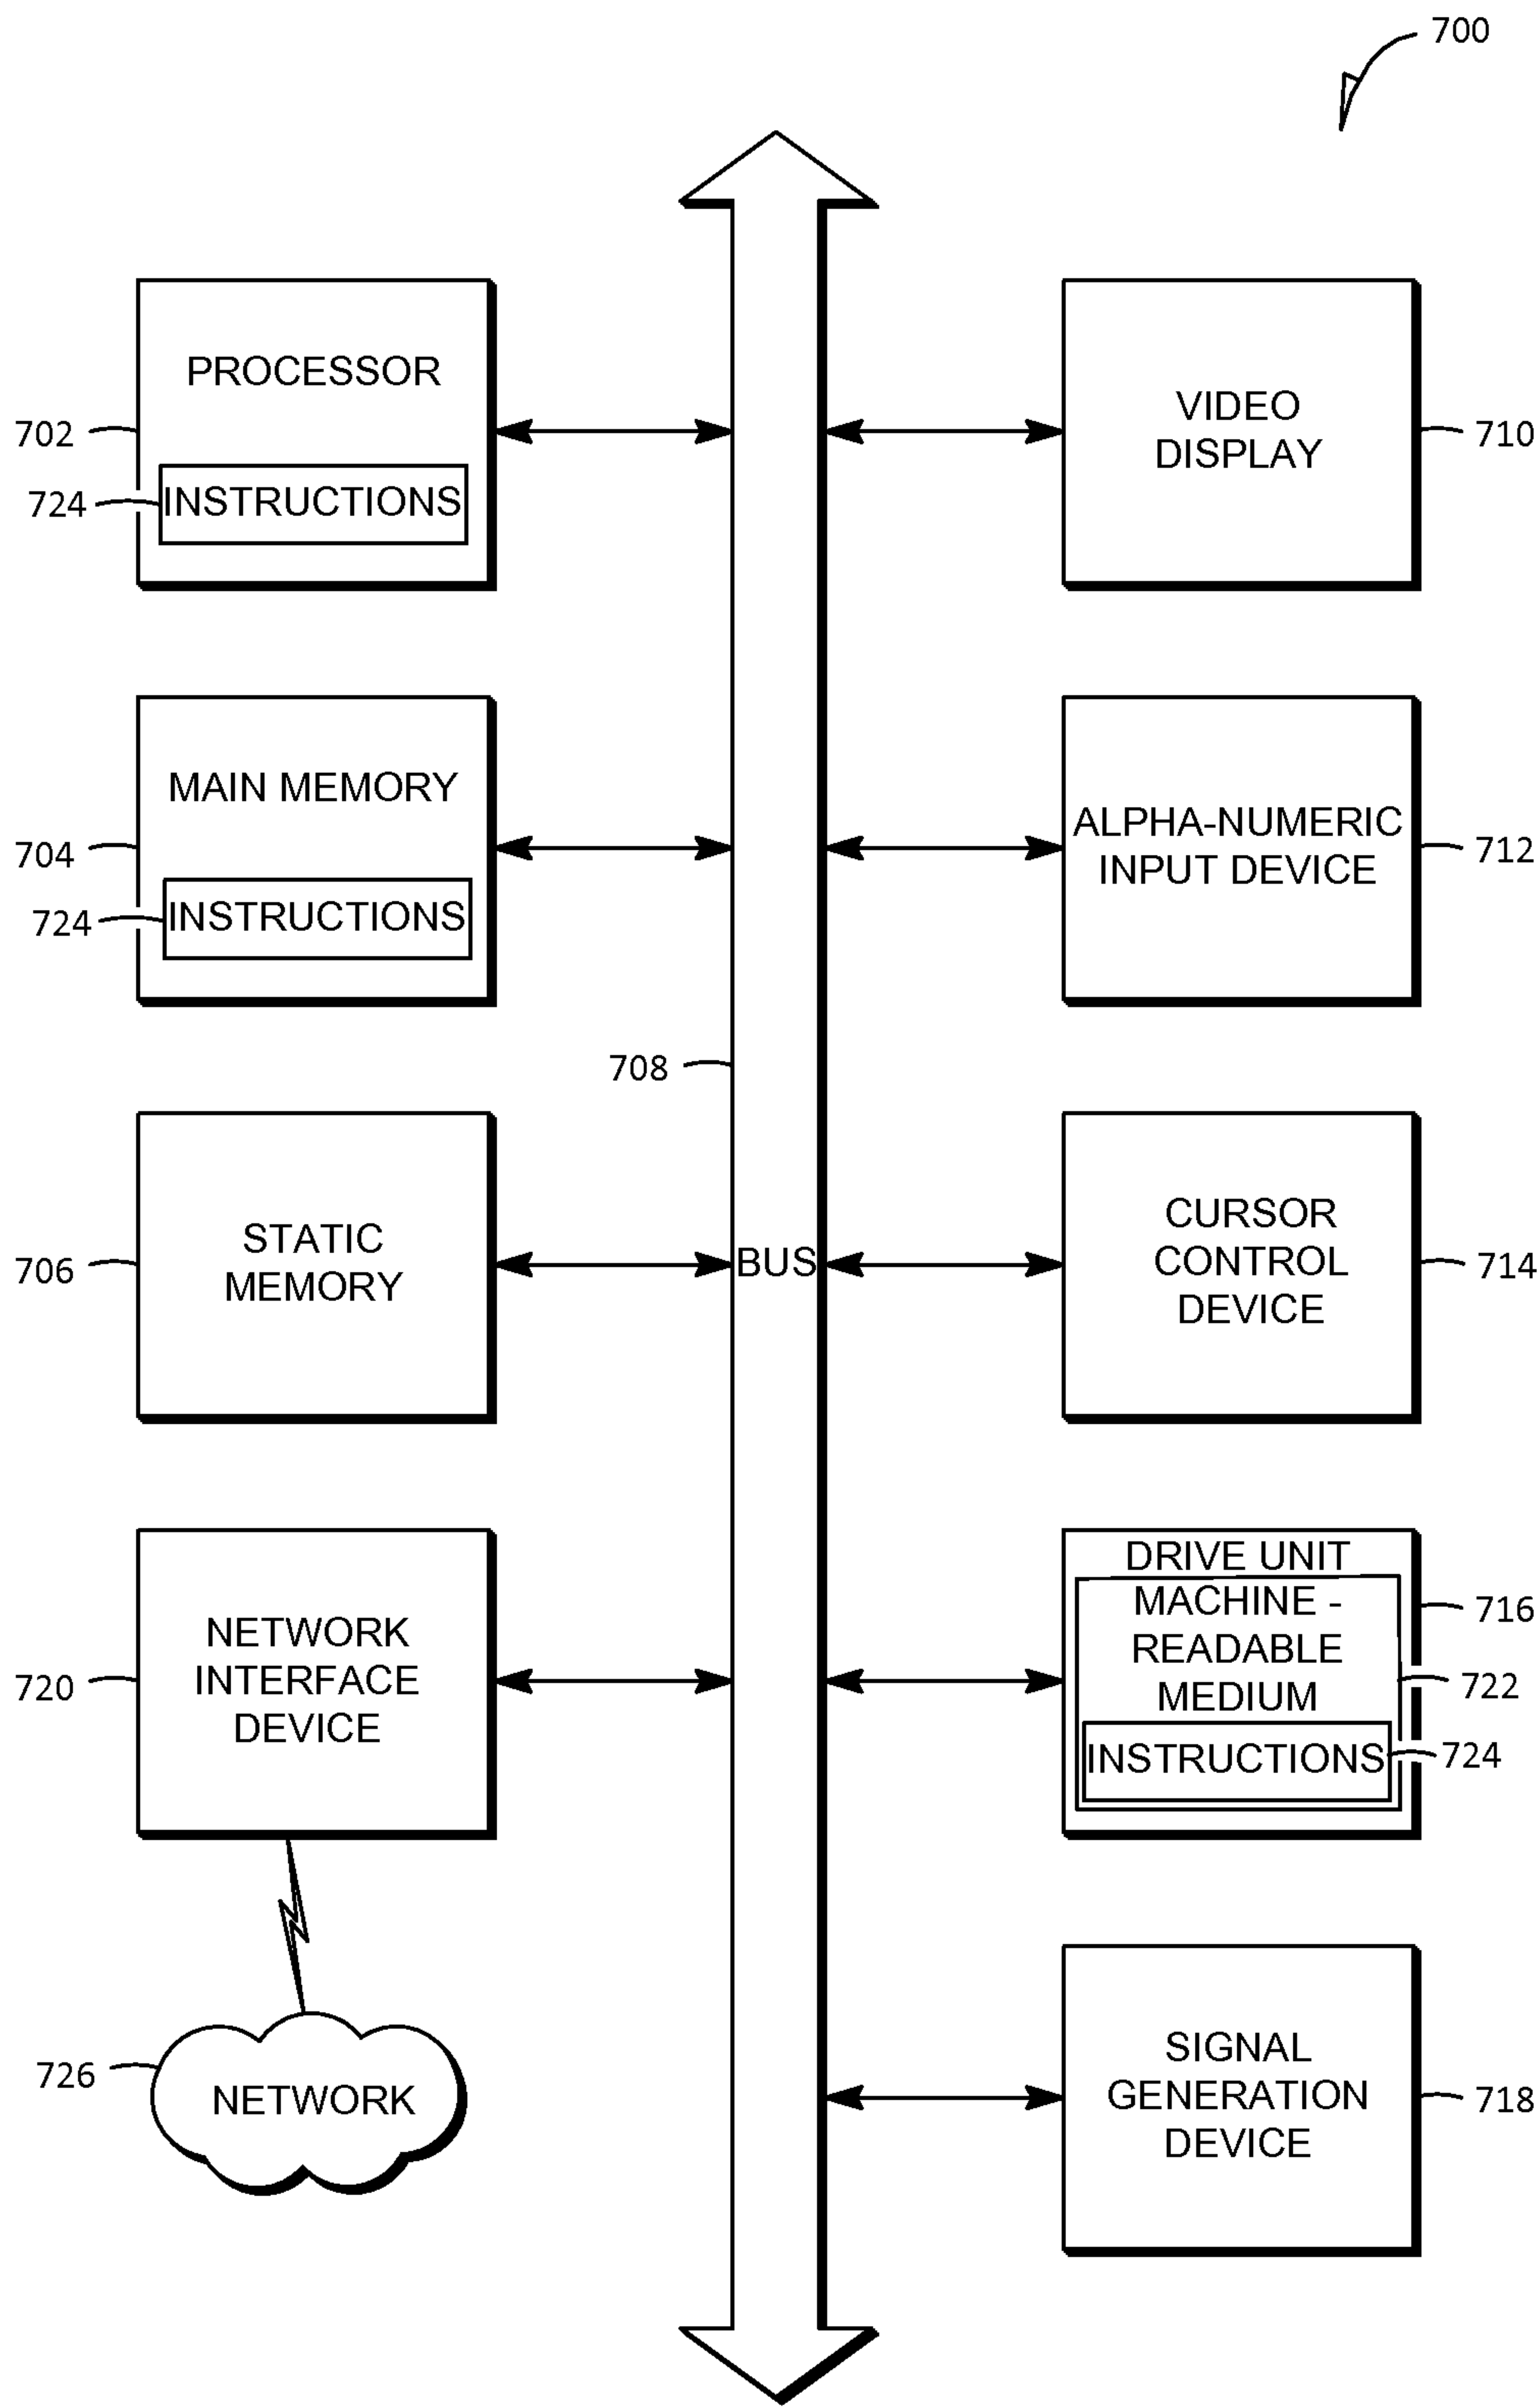 700
PROCESSOR
702
724
INSTRUCTIONS
VIDEO
DISPLAY
710
MAIN MEMORY
704
724
INSTRUCTIONS
ALPHA-NUMERIC
INPUT DEVICE
712
708
STATIC
MEMORY
706
BUS
CURSOR
CONTROL
DEVICE
714
NETWORK
INTERFACE
DEVICE
720
DRIVE UNIT
MACHINE -
READABLE
MEDIUM
716
722
INSTRUCTIONS
724
726
NETWORK
SIGNAL
GENERATION
DEVICE
718